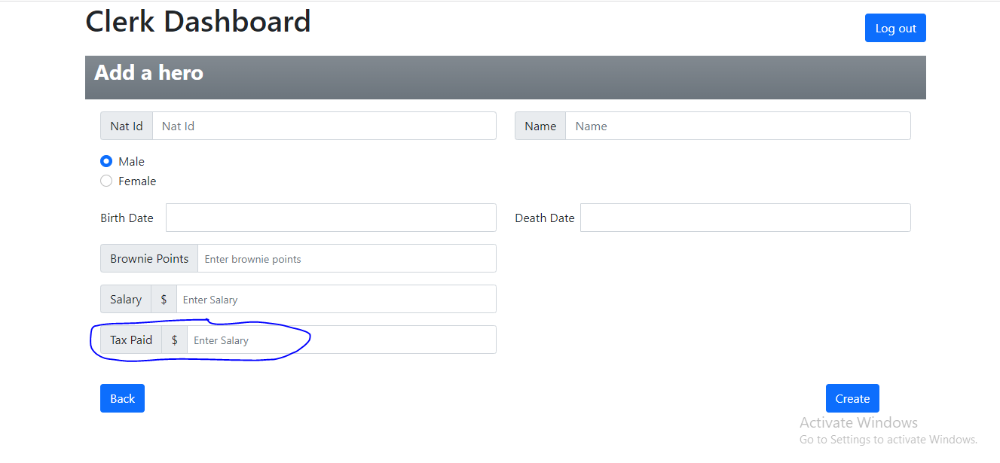 Clerk Dashboard
Log out
Add a hero
Nat Id Nat Id Name Name
Male
Female
Birth Date Death Date
Brownie Points Enter brownie points
Salary $ Enter Salary
Tax Paid $ Enter Salary
Back Create
Activate Windows
Go to Settings to activate Windows.